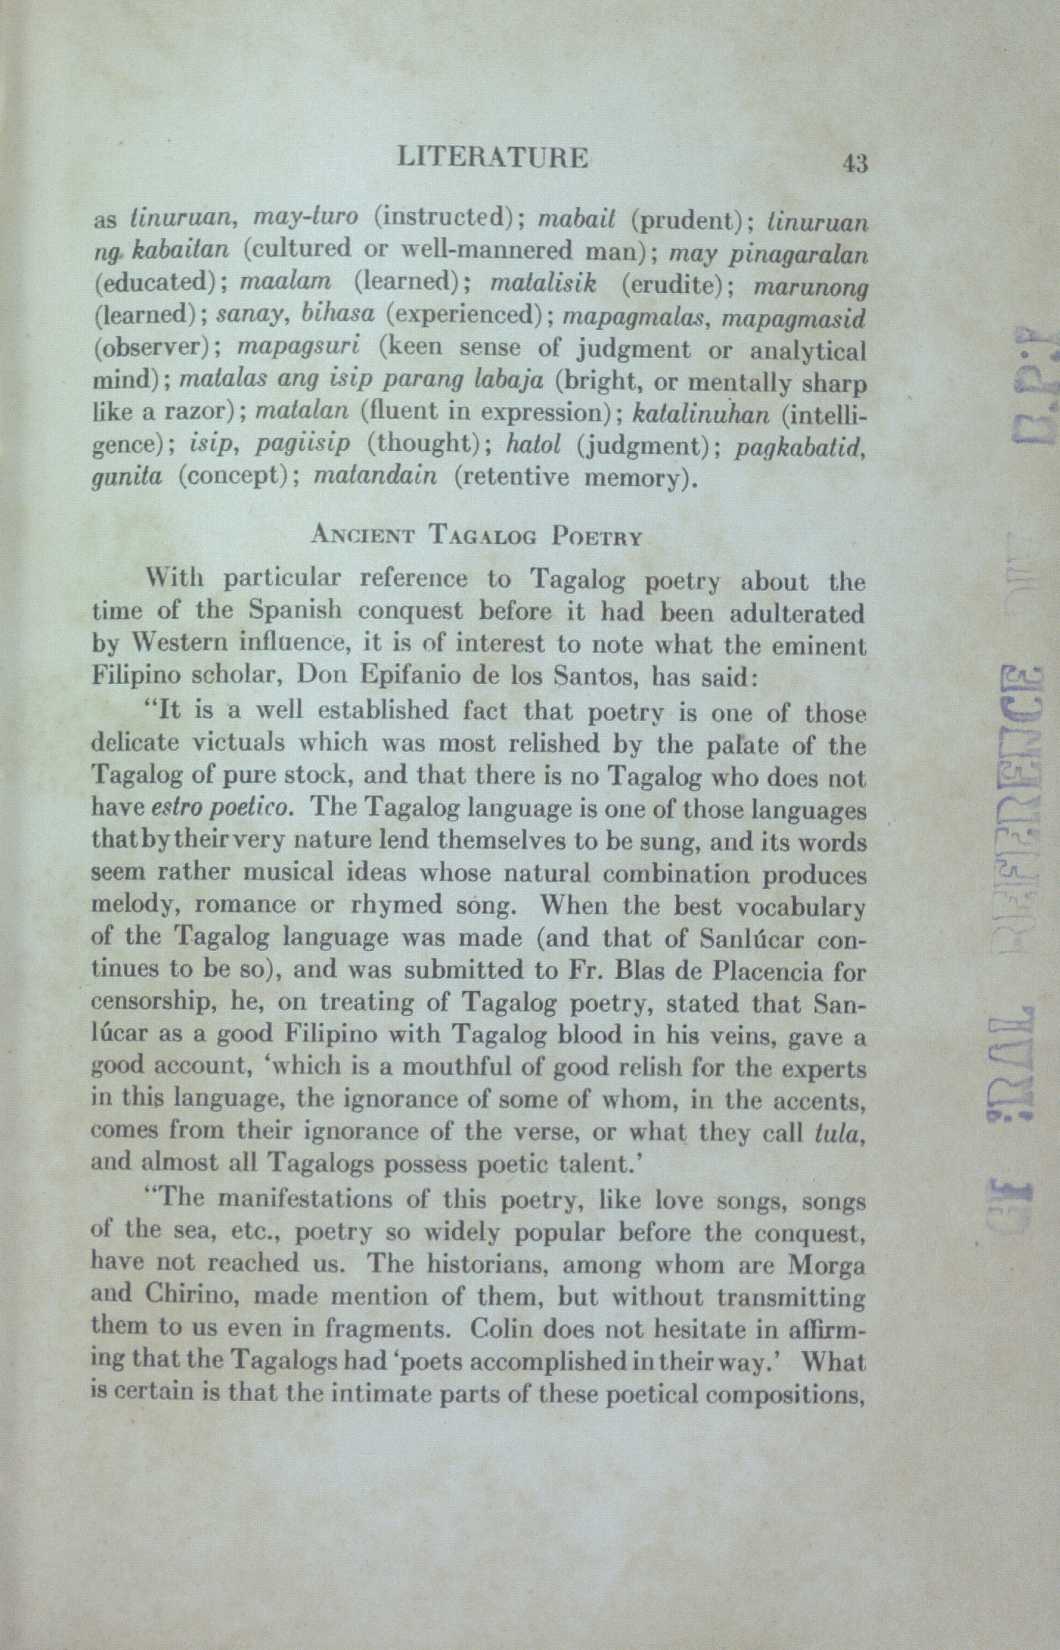 LITERATURE 43
as tinuruan, may-turo (instructed); mabait (prudent); tinuruan
ng kabaitan (cultured or well-mannered man); may pinagaralan
(educated); maalam (learned); matalisik (erudite); marunong
(learned); sanay, bihasa (experienced); mapagmalas, mapagmasid
(observer); mapagsuri (keen sense of judgment or analytical
mind); matalas ang isip parang labaja (bright, or mentally sharp
like a razor); matalan (fluent in expression); katalinuhan (intelli-
gence); isip, pagiisip (thought); hatol (judgment); pagkabatid,
gunita (concept); matandain (retentive memory).
ANCIENT TAGALOG POETRY
With particular reference to Tagalog poetry about the
time of the Spanish conquest before it had been adulterated
by Western influence, it is of interest to note what the eminent
Filipino scholar, Don Epifanio de los Santos, has said:
"It is a well established fact that poetry is one of those
delicate victuals which was most relished by the palate of the
Tagalog of pure stock, and that there is no Tagalog who does not
have estro poetico. The Tagalog language is one of those languages
that by their very nature lend themselves to be sung, and its words
seem rather musical ideas whose natural combination produces
melody, romance or rhymed song. When the best vocabulary
of the Tagalog language was made (and that of Sanlúcar con-
tinues to be so), and was submitted to Fr. Blas de Placencia for
censorship, he, on treating of Tagalog poetry, stated that San-
lúcar as a good Filipino with Tagalog blood in his veins, gave a
good account, 'which is a mouthful of good relish for the experts
in this language, the ignorance of some of whom, in the accents,
comes from their ignorance of the verse, or what they call tula,
and almost all Tagalogs possess poetic talent.'
"The manifestations of this poetry, like love songs, songs
of the sea, etc., poetry so widely popular before the conquest,
have not reached us. The historians, among whom are Morga
and Chirino, made mention of them, but without transmitting
them to us even in fragments. Colin does not hesitate in affirm-
ing that the Tagalogs had 'poets accomplished in their way.' What
is certain is that the intimate parts of these poetical compositions,
REFERENCE